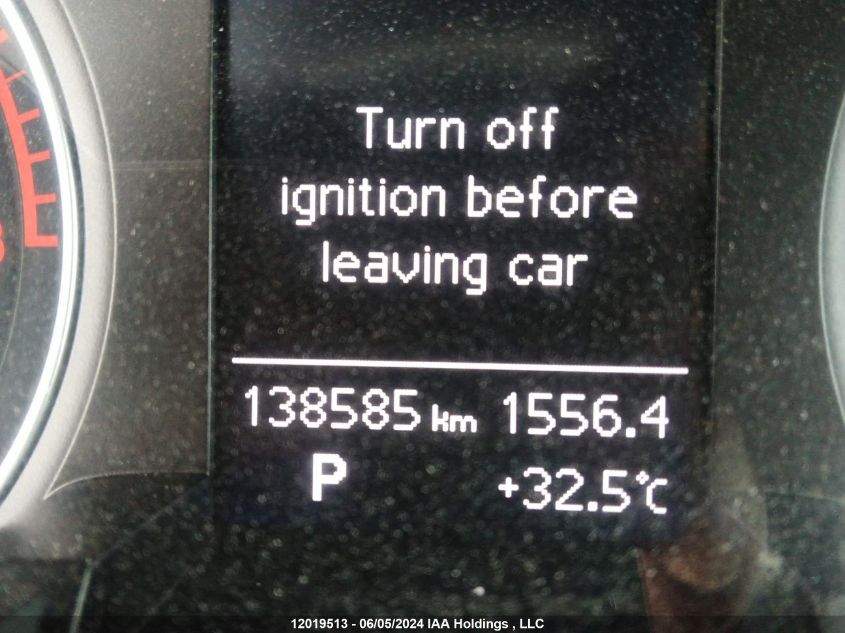 Turn off
ignition before
leaving car
138585 km 1556.4
P +32.5°C
12019513 - 06/05/2024 IAA Holdings , LLC